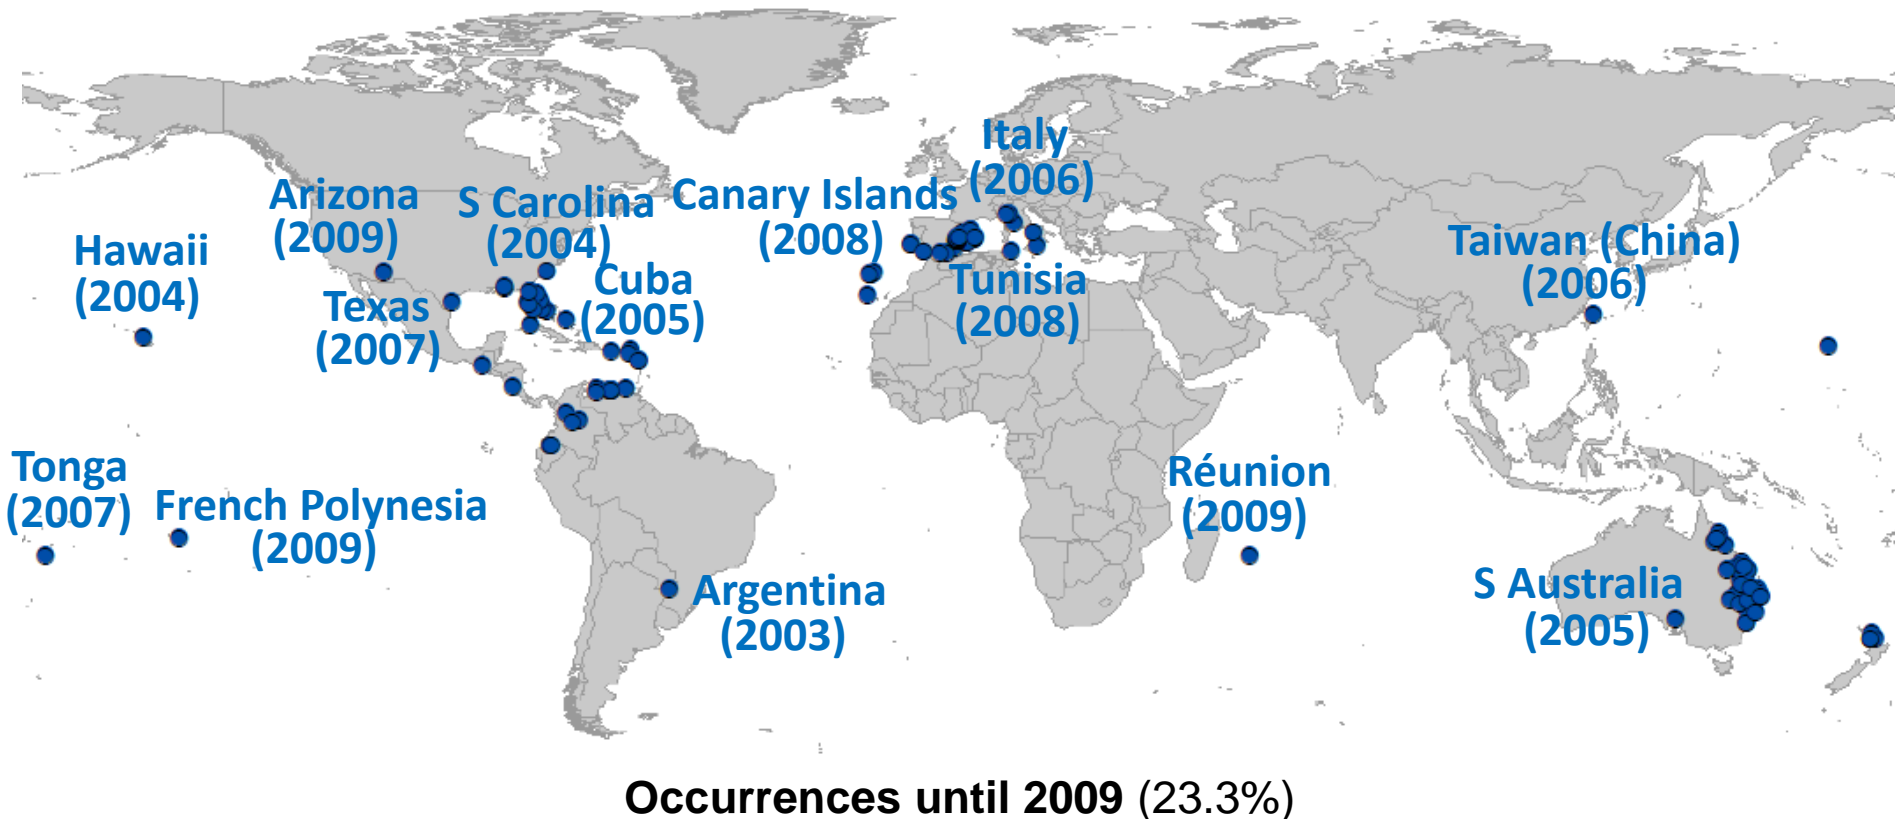 Italy
(2006)
Arizona
(2009)
S Carolina
(2004)
Canary Islands
(2008)
Hawaii
(2004)
Texas
(2007)
Cuba
(2005)
Tunisia
(2008)
Taiwan (China)
(2006)
Tonga
(2007)
French Polynesia
(2009)
Réunion
(2009)
Argentina
(2003)
S Australia
(2005)
Occurrences until 2009 (23.3%)